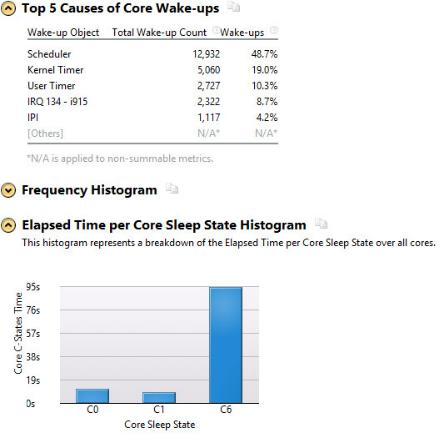 Top 5 Causes of Core Wake-ups
Wake-up Object Total Wake-up Count Wake-ups
Scheduler 12,932 48.7%
Kernel Timer 5,060 19.0%
User Timer 2,727 10.3%
IRQ 134 - i915 2,322 8.7%
IPI 1,117 4.2%
[Others] N/A* N/A*
*N/A is applied to non-summable metrics.
Frequency Histogram
Elapsed Time per Core Sleep State Histogram
This histogram represents a breakdown of the Elapsed Time per Core Sleep State over all cores.
Core C-States Time
95s
76s
57s
38s
19s
0s
C0 C1 C6
Core Sleep State